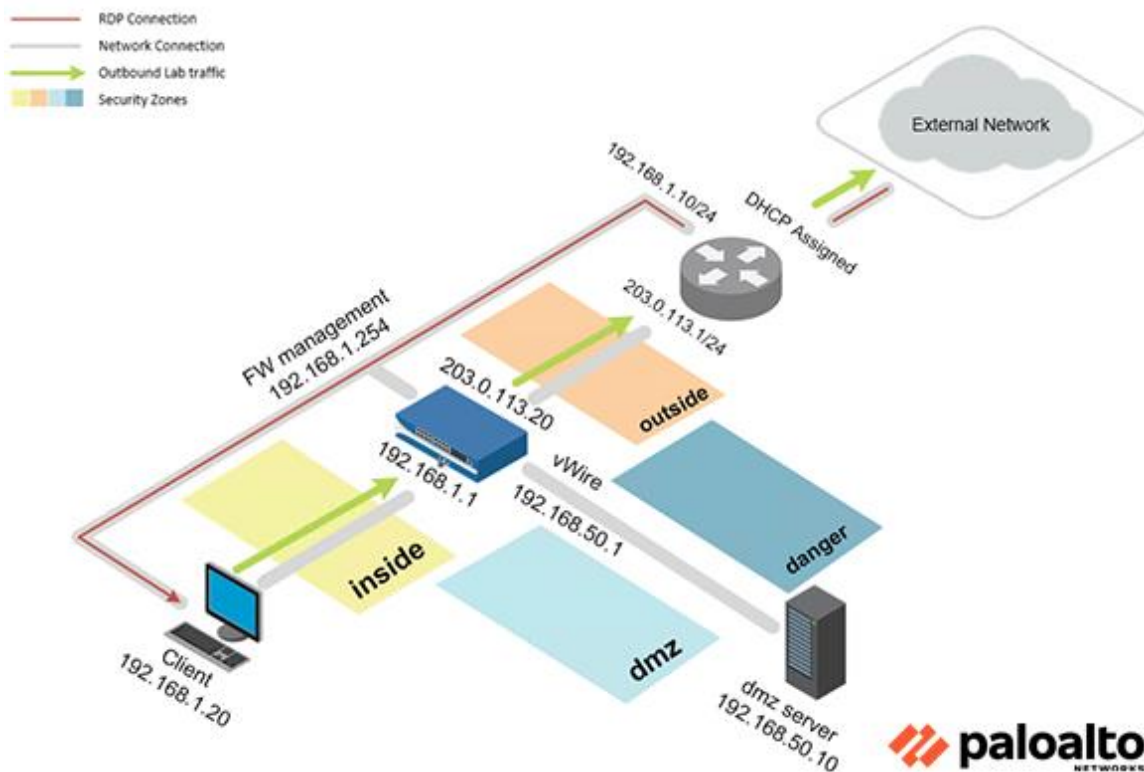 RDP Connection
Network Connection
Outbound Lab traffic
Security Zones
External Network
192.168.1.10/24
DHCP Assigned
203.0.113.1/24
FW management
192.168.1.254
203.0.113.20
outside
192.168.1.1
vWire
192.168.50.1
danger
inside
dmz
Client
192.168.1.20
dmz server
192.168.50.10
paloalto
NETWORKS